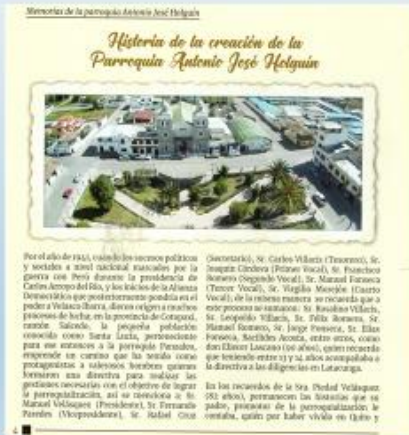 Memorias de la parroquia Antonio José Holguín
Historia de la creación de la
Parroquia Antonio José Holguín
Por el año de 1941, cuando los sucesos políticos
y sociales a nivel nacional marcados por la
guerra con Perú durante la presidencia de
Carlos Arroyo del Río, y los inicios de la Alianza
Democrática que posteriormente pondría en el
poder a Velasco Ibarra, dieron origen a muchos
procesos de lucha, en la provincia de Cotopaxi,
cantón Salcedo, la pequeña población
conocida como Santa Lucía, perteneciente
para ese entonces a la parroquia
emprende un camino que ha tenido como
protagonistas a valerosos hombres quienes
formaron una directiva para realizar las
gestiones necesarias con el objetivo de lograr
la parroquialización, así se menciona a: Sr.
Manuel Velásquez (Presidente), Sr. Fernando
Paredes (Vicepresidente), Sr. Rafael Cruz
(Secretario), Sr. Carlos Villacís (Tesorero), Sr.
Joaquín Córdova (Primer Vocal), Sr. Francisco
Romero (Segundo Vocal), Sr. Manuel Fonseca
(Tercer Vocal), Sr. Virgilio Morejón (Cuarto
Vocal), de la misma manera se recuerda que a
este proceso se sumaron: Sr. Rosalino Villacís,
Sr. Leopoldo Villacís, Sr. Félix Romero, Sr.
Manuel Romero, Sr. Jorge Fonseca, Sr. Elías
Fonseca, Acosta, entre otros, como
don Eliecer Lascano (90 años), quien recuerda
que teniendo entre 13 y 14 años acompañaba a
la directiva a las diligencias en Latacunga.
En los recuerdos de la Sra. Piedad Velásquez
(82 años), permanecen las historias que su
padre, promotor de la parroquialización le
contaba, quien por haber vivido en Quito y
4